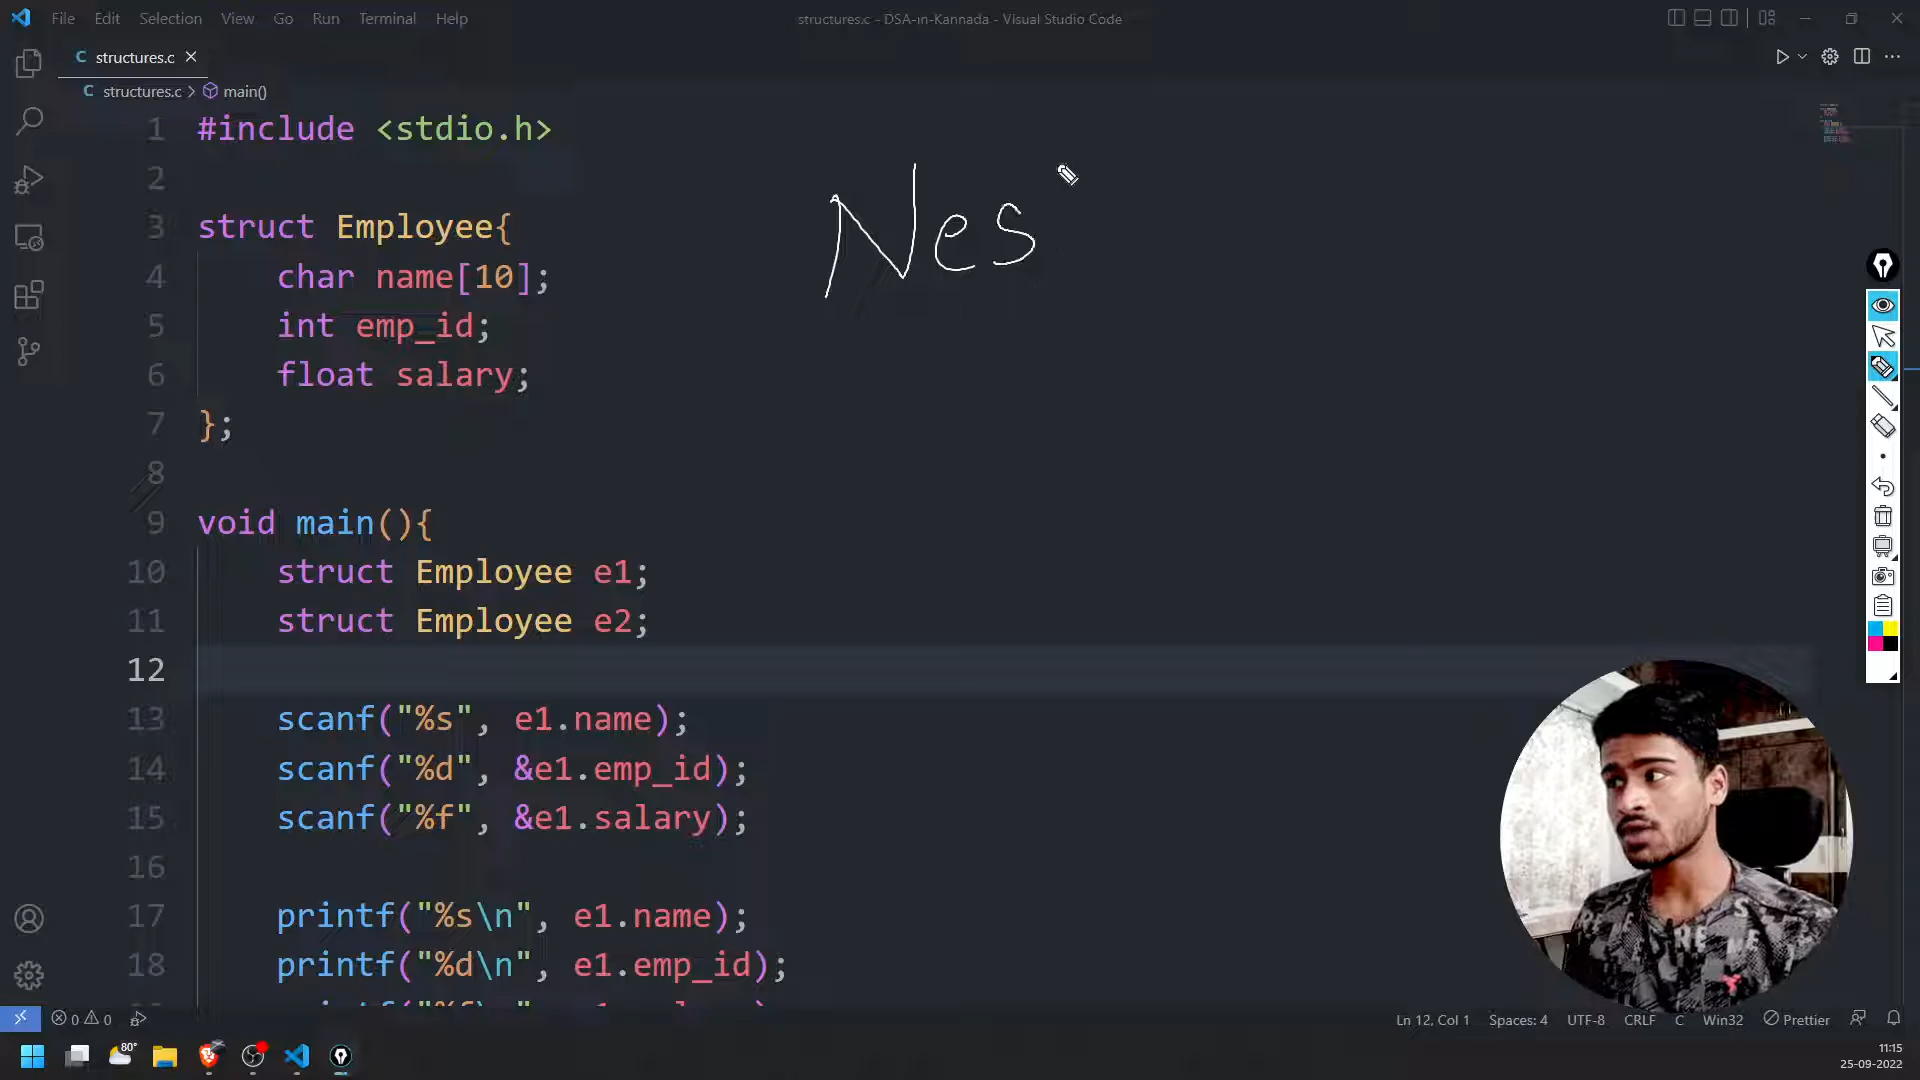 File Edit Selection View Go Run Terminal Help structures.c - DSA-in-Kannada - Visual Studio Code
C structures.c
C structures.c > main()
1 #include <stdio.h>
2
3 struct Employee{
4 char name[10];
5 int emp_id;
6 float salary;
7 };
8
9 void main(){
10 struct Employee e1;
11 struct Employee e2;
12
13 scanf("%s", e1.name);
14 scanf("%d", &e1.emp_id);
15 scanf("%f", &e1.salary);
16
17 printf("%s\n", e1.name);
18 printf("%d\n", e1.emp_id);
Nes
0 0 Ln 12, Col 1 Spaces: 4 UTF-8 CRLF C Win32 Prettier
80°
11:15
25-09-2022